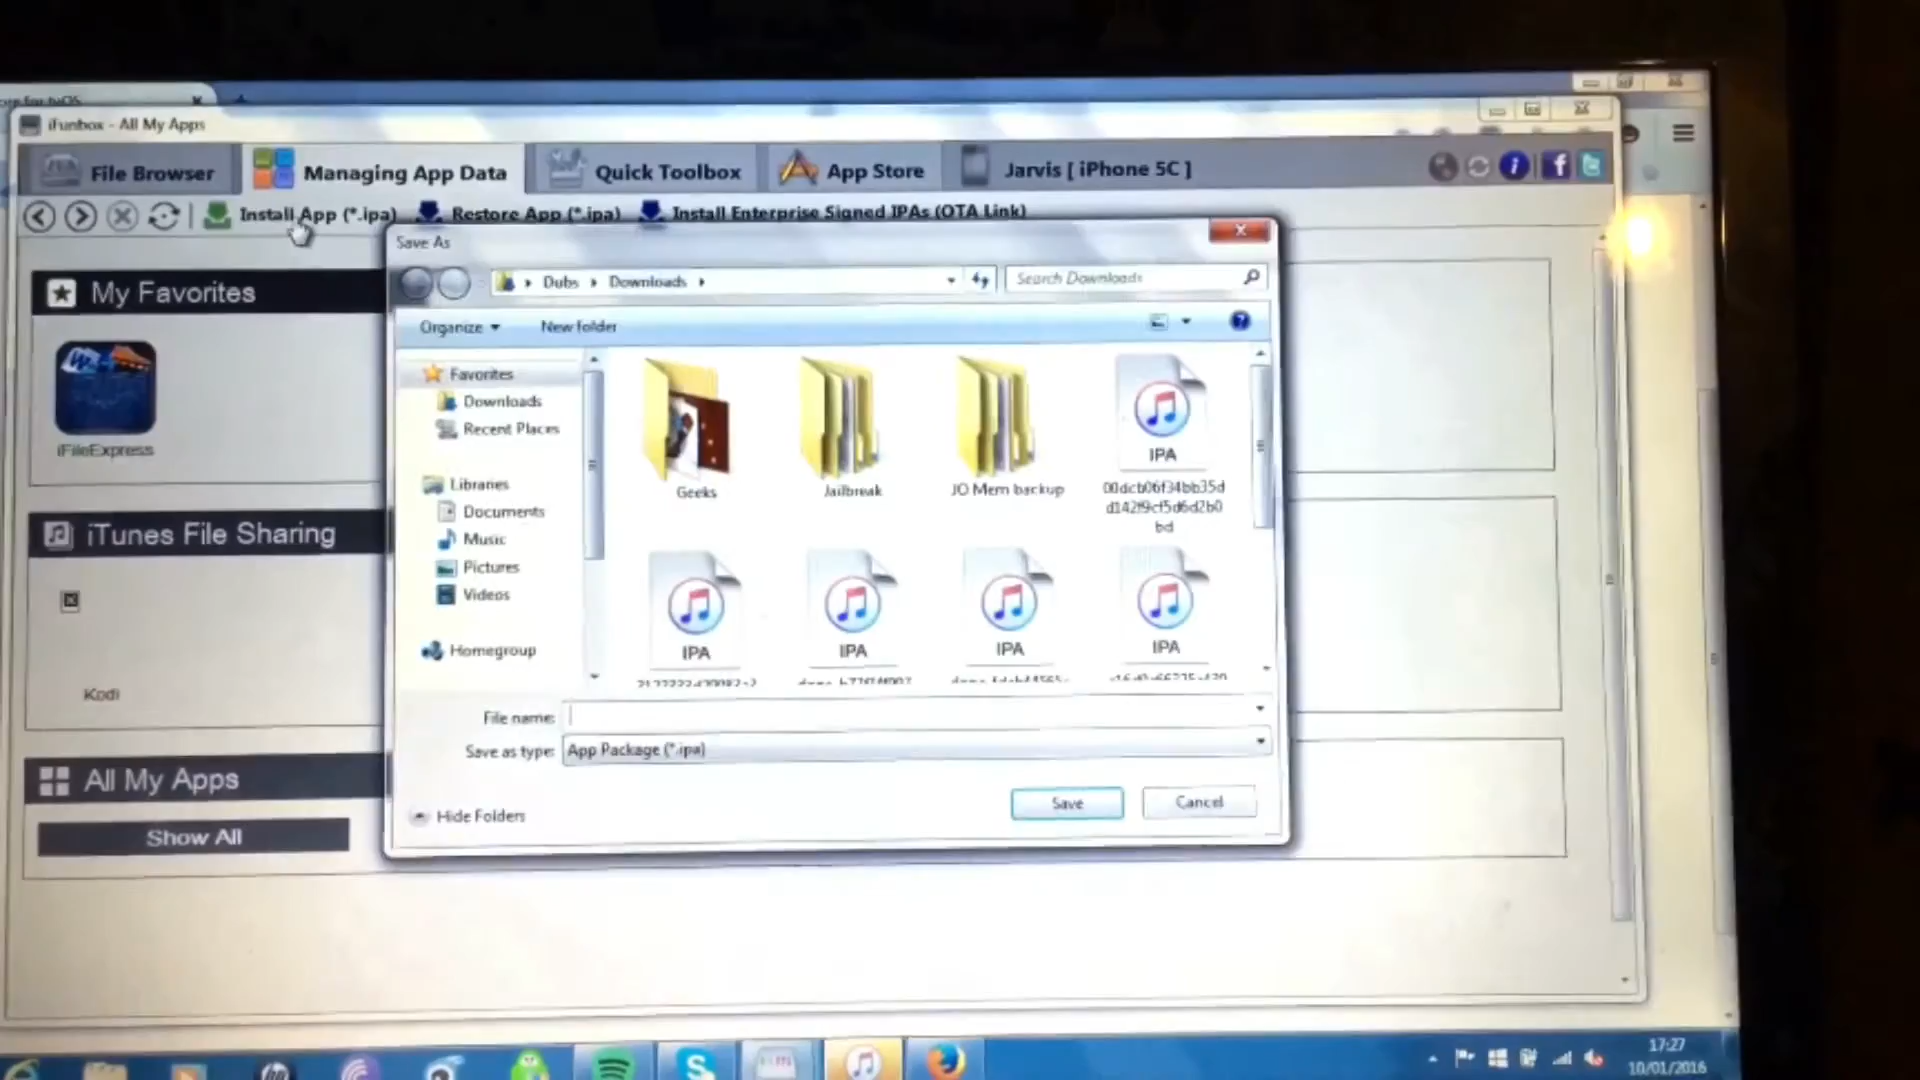 iFunbox - All My Apps
File Browser
Managing App Data
Quick Toolbox
App Store
Jarvis [ iPhone 5C ]
Install App (*.ipa)
Restore App (*.ipa)
Install Enterprise Signed IPAs (OTA Link)
Save As
Dubs
Downloads
Search Downloads
Organize
New folder
My Favorites
iFileExpress
iTunes File Sharing
Kodi
All My Apps
Show All
Favorites
Downloads
Recent Places
Libraries
Documents
Music
Pictures
Videos
Homegroup
Geeks
Jailbreak
JO Mem backup
IPA
00dcb06f34bb35d
d142f9cf5d6d2b0
bd
IPA
IPA
IPA
IPA
File name:
Save as type:
App Package (*.ipa)
Hide Folders
Save
Cancel
17:27
10/01/2016